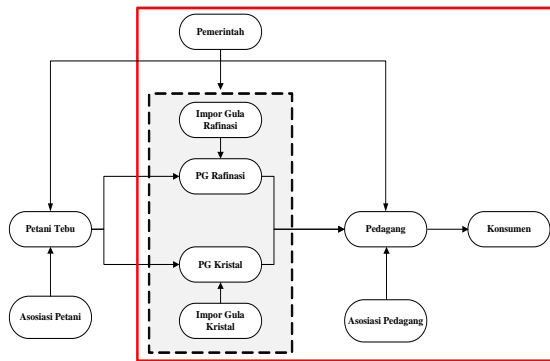 Pemerintah
Impor Gula
Rafinasi
PG Rafinasi
Petani Tebu
Pedagang
Konsumen
PG Kristal
Asosiasi Petani
Impor Gula
Kristal
Asosiasi Pedagang